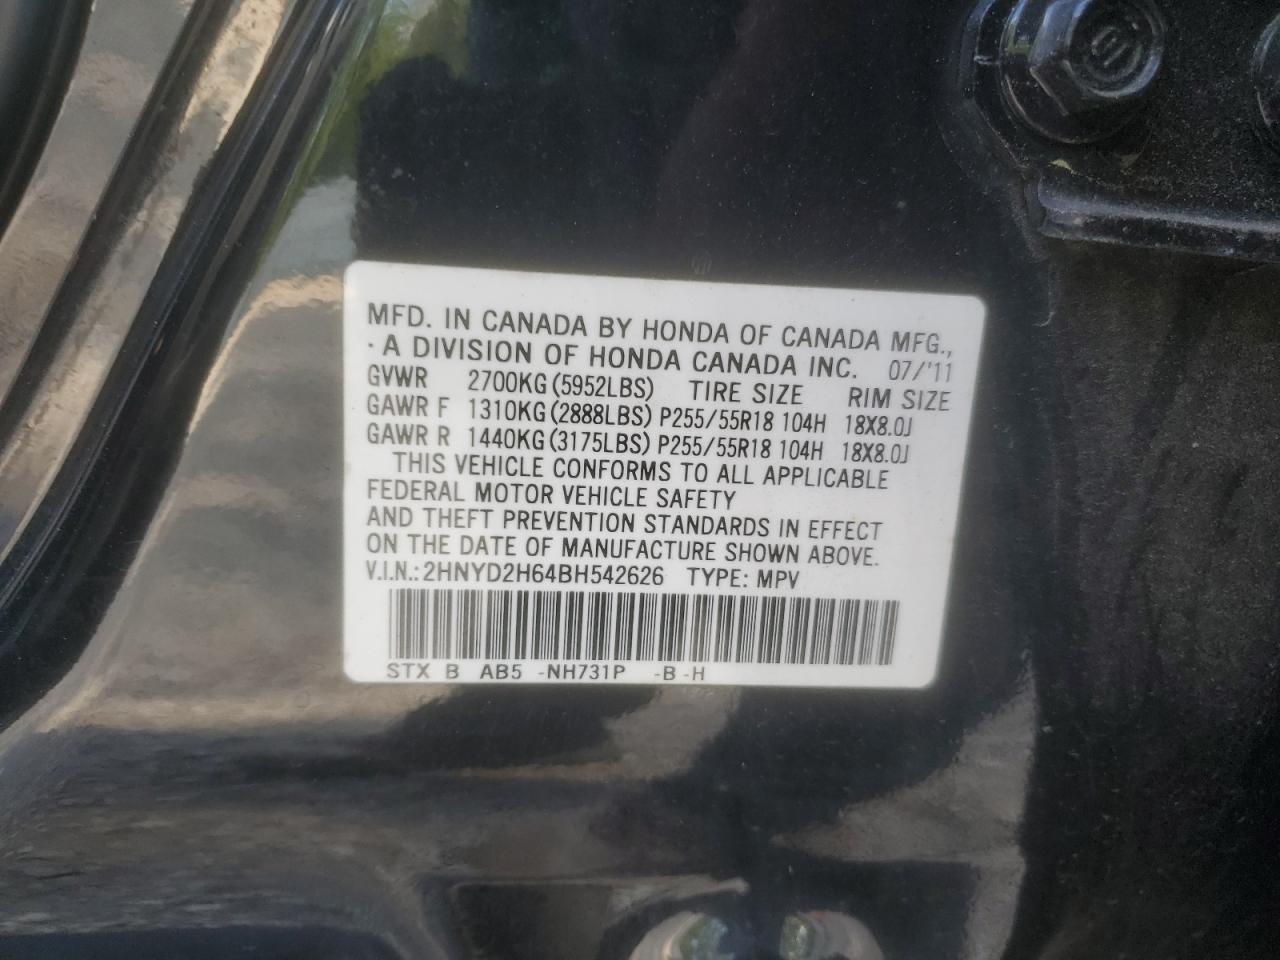 MFD. IN CANADA BY HONDA OF CANADA MFG.,
· A DIVISION OF HONDA CANADA INC. 07/'11
GVWR 2700KG (5952LBS) TIRE SIZE RIM SIZE
GAWR F 1310KG (2888LBS) P255/55R18 104H 18X8.0J
GAWR R 1440KG (3175LBS) P255/55R18 104H 18X8.0J
THIS VEHICLE CONFORMS TO ALL APPLICABLE
FEDERAL MOTOR VEHICLE SAFETY
AND THEFT PREVENTION STANDARDS IN EFFECT
ON THE DATE OF MANUFACTURE SHOWN ABOVE.
V.I.N.: 2HNYD2H64BH542626 TYPE: MPV
STX B AB5 -NH731P -B -H